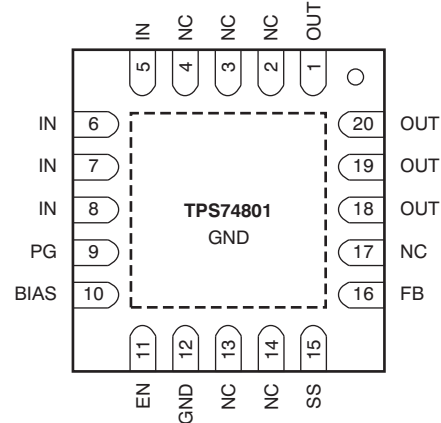 IN NC NC NC OUT
5 4 3 2 1
IN 6 20 OUT
IN 7 19 OUT
IN 8 TPS74801 18 OUT
GND
PG 9 17 NC
BIAS 10 16 FB
11 12 13 14 15
EN GND NC NC SS